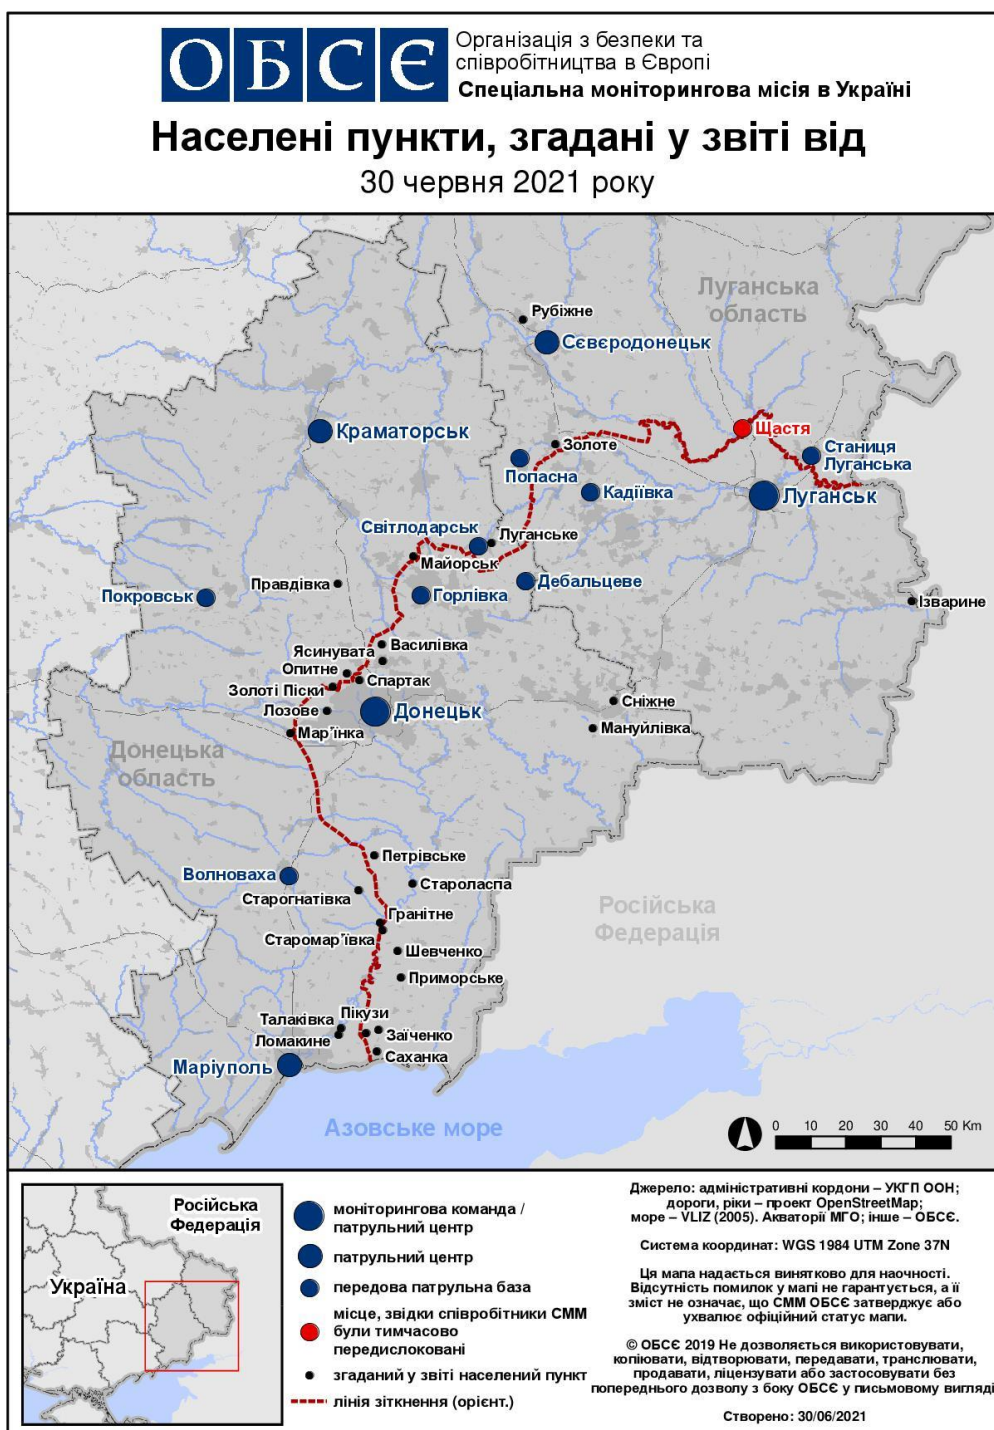 ОБСЄ
Організація з безпеки та
співробітництва в Європі
Спеціальна моніторингова місія в Україні
Населені пункти, згадані у звіті від
30 червня 2021 року
Луганська
область
Рубіжне
Сєвєродонецьк
Краматорськ
Щастя
Золоте
Станиця
Луганська
Попасна
Кадіївка
Луганськ
Світлодарськ
Луганське
Майорськ
Правдівка
Дебальцеве
Покровськ
Горлівка
Ізварине
Василівка
Ясинувата
Опитне
Спартак
Золоті Піски
Сніжне
Лозове
Донецьк
Мануйлівка
Мар'їнка
Донецька
область
Петрівське
Волноваха
Староласпа
Старогнатівка
Гранітне
Російська
Федерація
Старомар'ївка
Шевченко
Приморське
Пікузи
Талаківка
Заїченко
Ломакине
Саханка
Маріуполь
Азовське море
0 10 20 30 40 50 Km
Російська
Федерація
Україна
моніторингова команда /
патрульний центр
патрульний центр
передова патрульна база
місце, звідки співробітники СММ
були тимчасово
передислоковані
згаданий у звіті населений пункт
лінія зіткнення (орієнт.)
Джерело: адміністративні кордони – УКГП ООН;
дороги, ріки – проект OpenStreetMap;
море – VLIZ (2005). Акваторії МГО; інше – ОБСЄ.
Система координат: WGS 1984 UTM Zone 37N
Ця мапа надається винятково для наочності.
Відсутність помилок у мапі не гарантується, а її
зміст не означає, що СММ ОБСЄ затверджує або
ухвалює офіційний статус мапи.
© ОБСЄ 2019 Не дозволяється використовувати,
копіювати, відтворювати, передавати, транслювати,
продавати, ліцензувати або застосовувати без
попереднього дозволу з боку ОБСЄ у письмовому вигляді
Створено: 30/06/2021